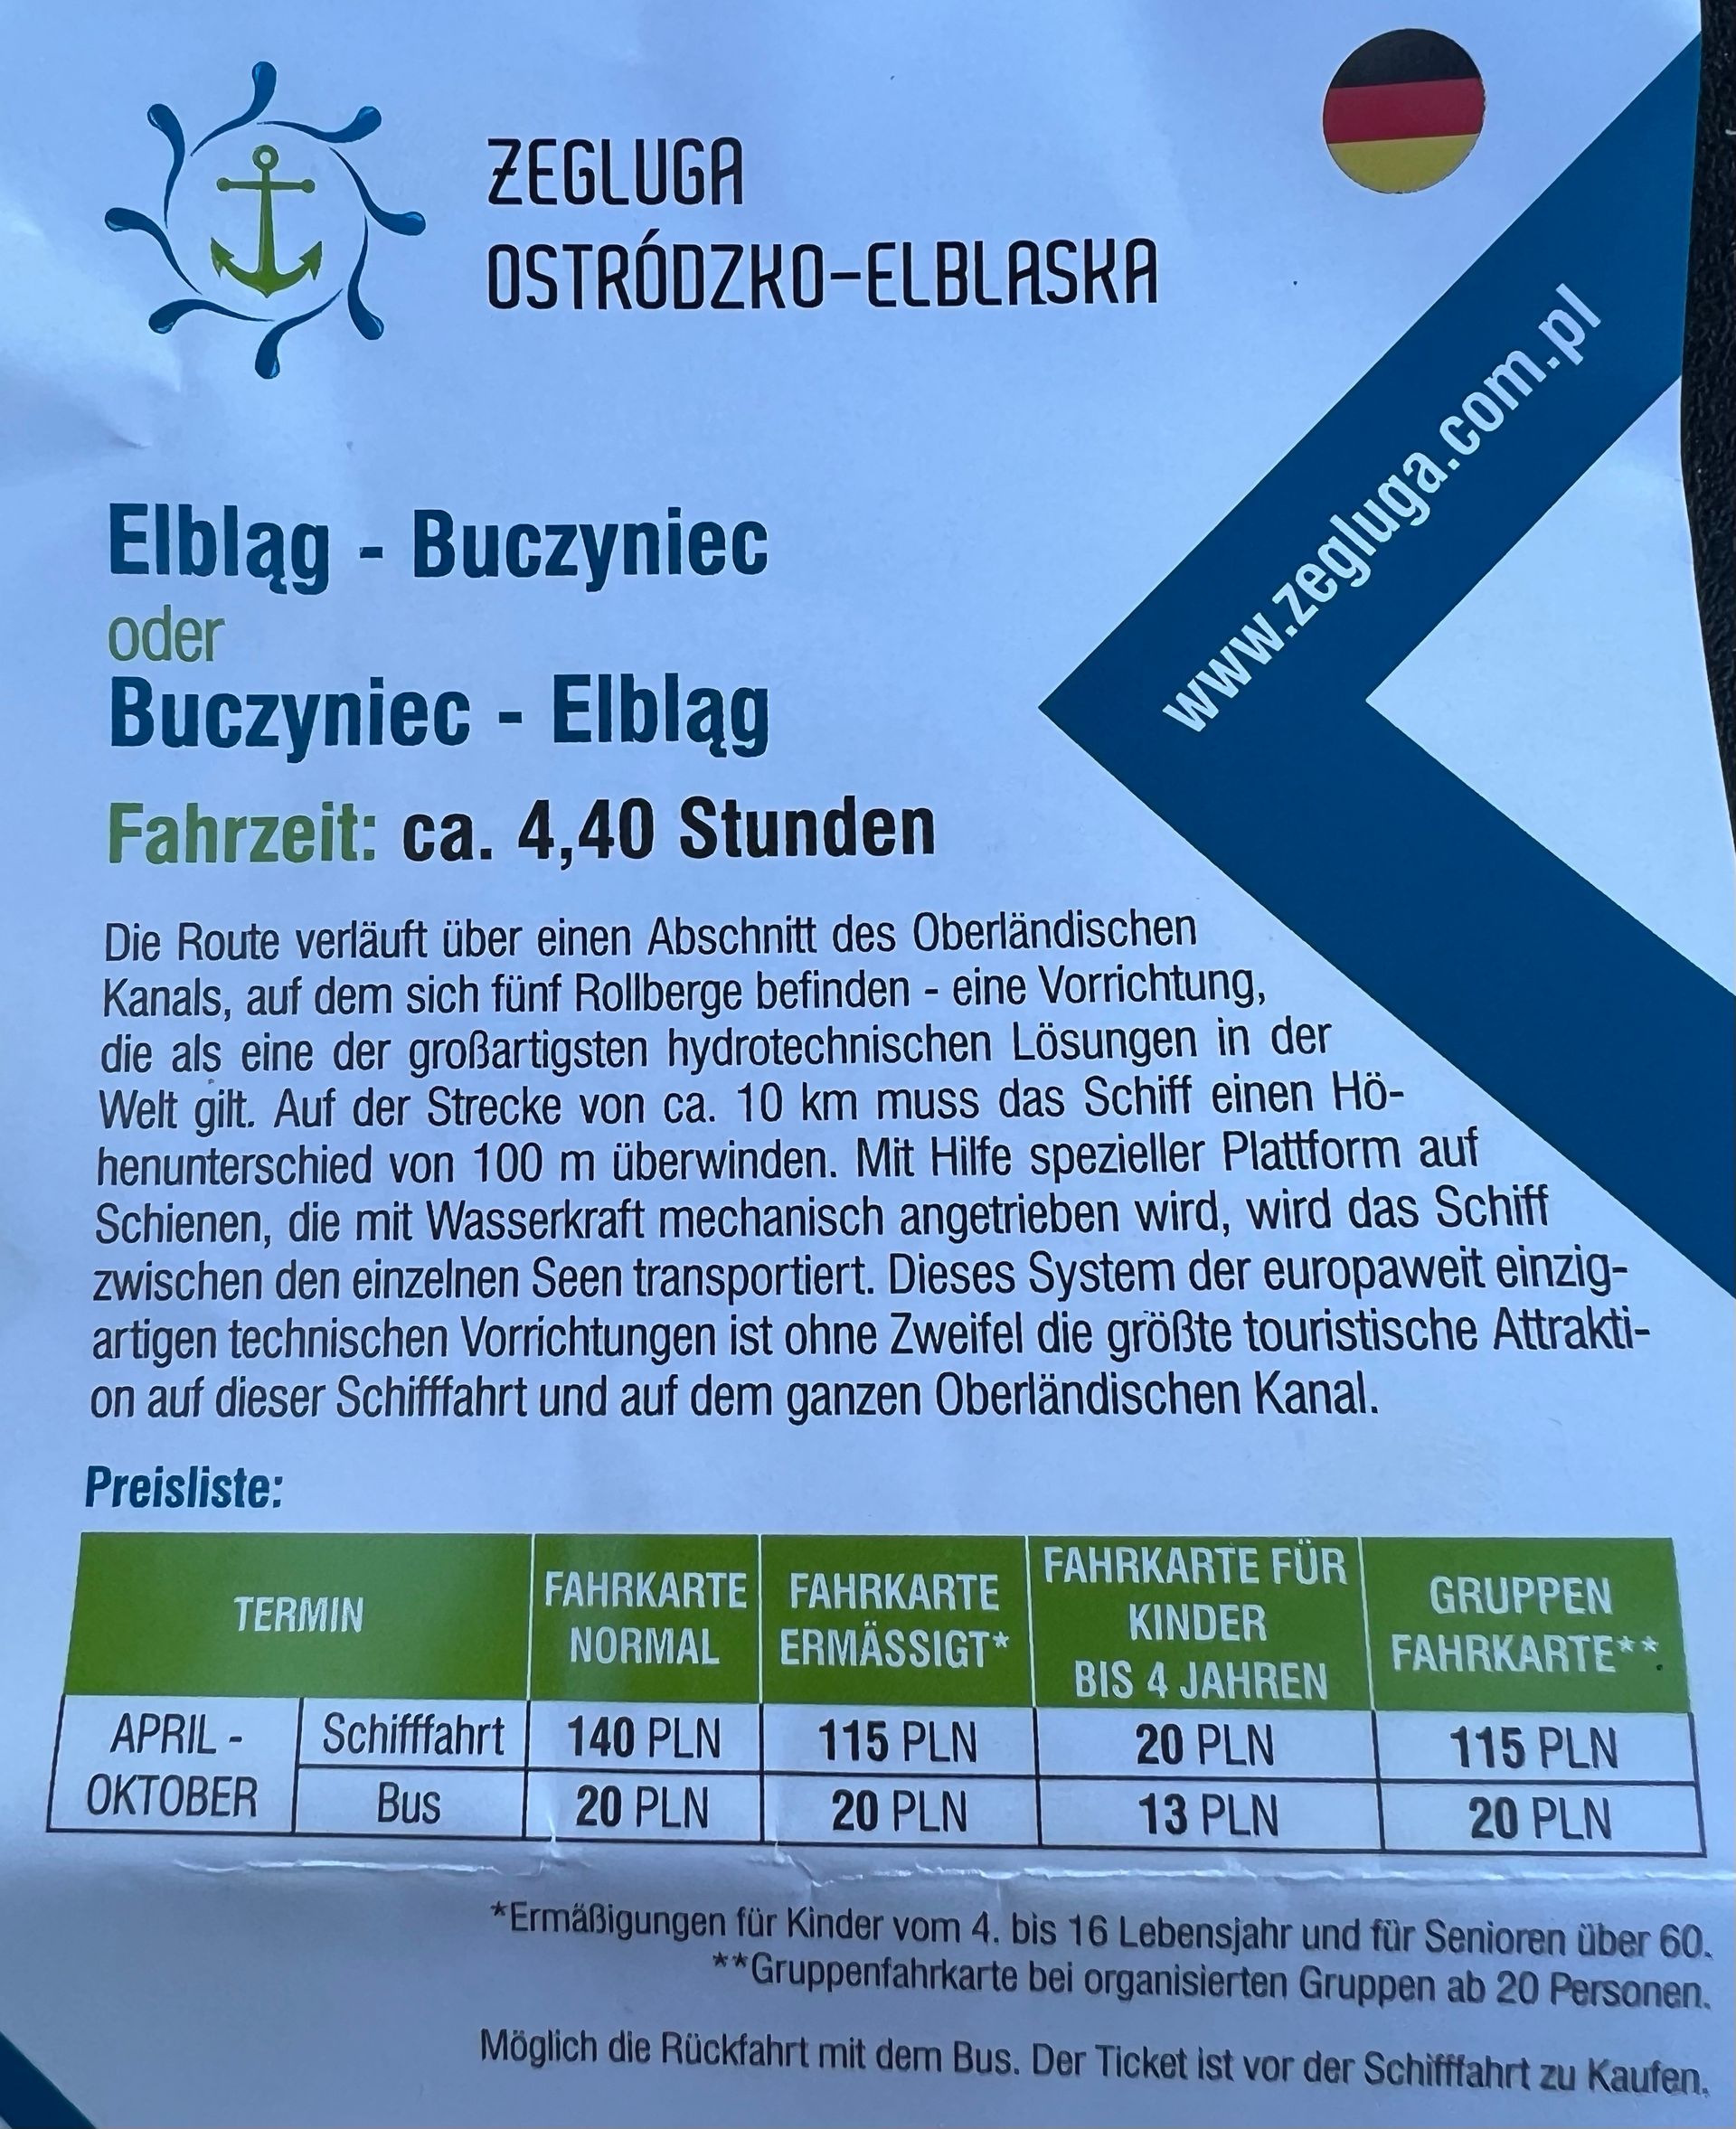 ŻEGLUGA
OSTRÓDZKO-ELBLASKA
www.zegluga.com.pl
Elbląg - Buczyniec
oder
Buczyniec - Elbląg
Fahrzeit: ca. 4,40 Stunden
Die Route verläuft über einen Abschnitt des Oberländischen
Kanals, auf dem sich fünf Rollberge befinden - eine Vorrichtung,
die als eine der großartigsten hydrotechnischen Lösungen in der
Welt gilt. Auf der Strecke von ca. 10 km muss das Schiff einen Hö-
henunterschied von 100 m überwinden. Mit Hilfe spezieller Plattform auf
Schienen, die mit Wasserkraft mechanisch angetrieben wird, wird das Schiff
zwischen den einzelnen Seen transportiert. Dieses System der europaweit einzig-
artigen technischen Vorrichtungen ist ohne Zweifel die größte touristische Attrakti-
on auf dieser Schifffahrt und auf dem ganzen Oberländischen Kanal.
Preisliste:
TERMIN
FAHRKARTE
NORMAL
FAHRKARTE
ERMÄSSIGT*
FAHRKARTE FÜR
KINDER
BIS 4 JAHREN
GRUPPEN
FAHRKARTE**
APRIL -
OKTOBER
Schifffahrt 140 PLN 115 PLN 20 PLN 115 PLN
Bus 20 PLN 20 PLN 13 PLN 20 PLN
*Ermäßigungen für Kinder vom 4. bis 16 Lebensjahr und für Senioren über 60.
**Gruppenfahrkarte bei organisierten Gruppen ab 20 Personen.
Möglich die Rückfahrt mit dem Bus. Der Ticket ist vor der Schifffahrt zu Kaufen.